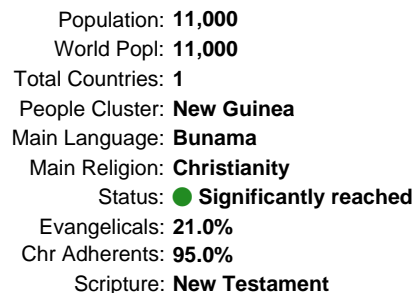 Population: 11,000
World Popl: 11,000
Total Countries: 1
People Cluster: New Guinea
Main Language: Bunama
Main Religion: Christianity
Status: Significantly reached
Evangelicals: 21.0%
Chr Adherents: 95.0%
Scripture: New Testament